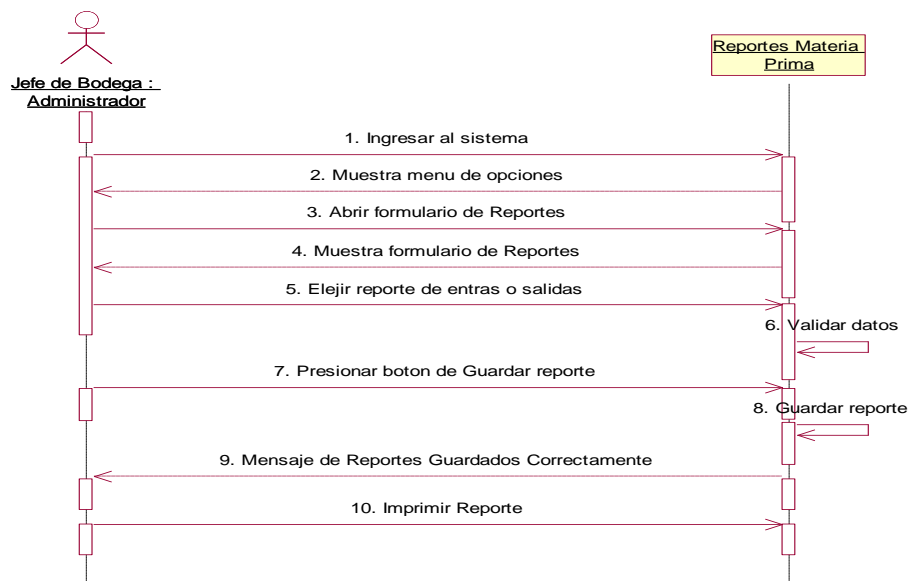 Jefe de Bodega :
Administrador
Reportes Materia
Prima
1. Ingresar al sistema
2. Muestra menu de opciones
3. Abrir formulario de Reportes
4. Muestra formulario de Reportes
5. Elejir reporte de entras o salidas
6. Validar datos
7. Presionar boton de Guardar reporte
8. Guardar reporte
9. Mensaje de Reportes Guardados Correctamente
10. Imprimir Reporte